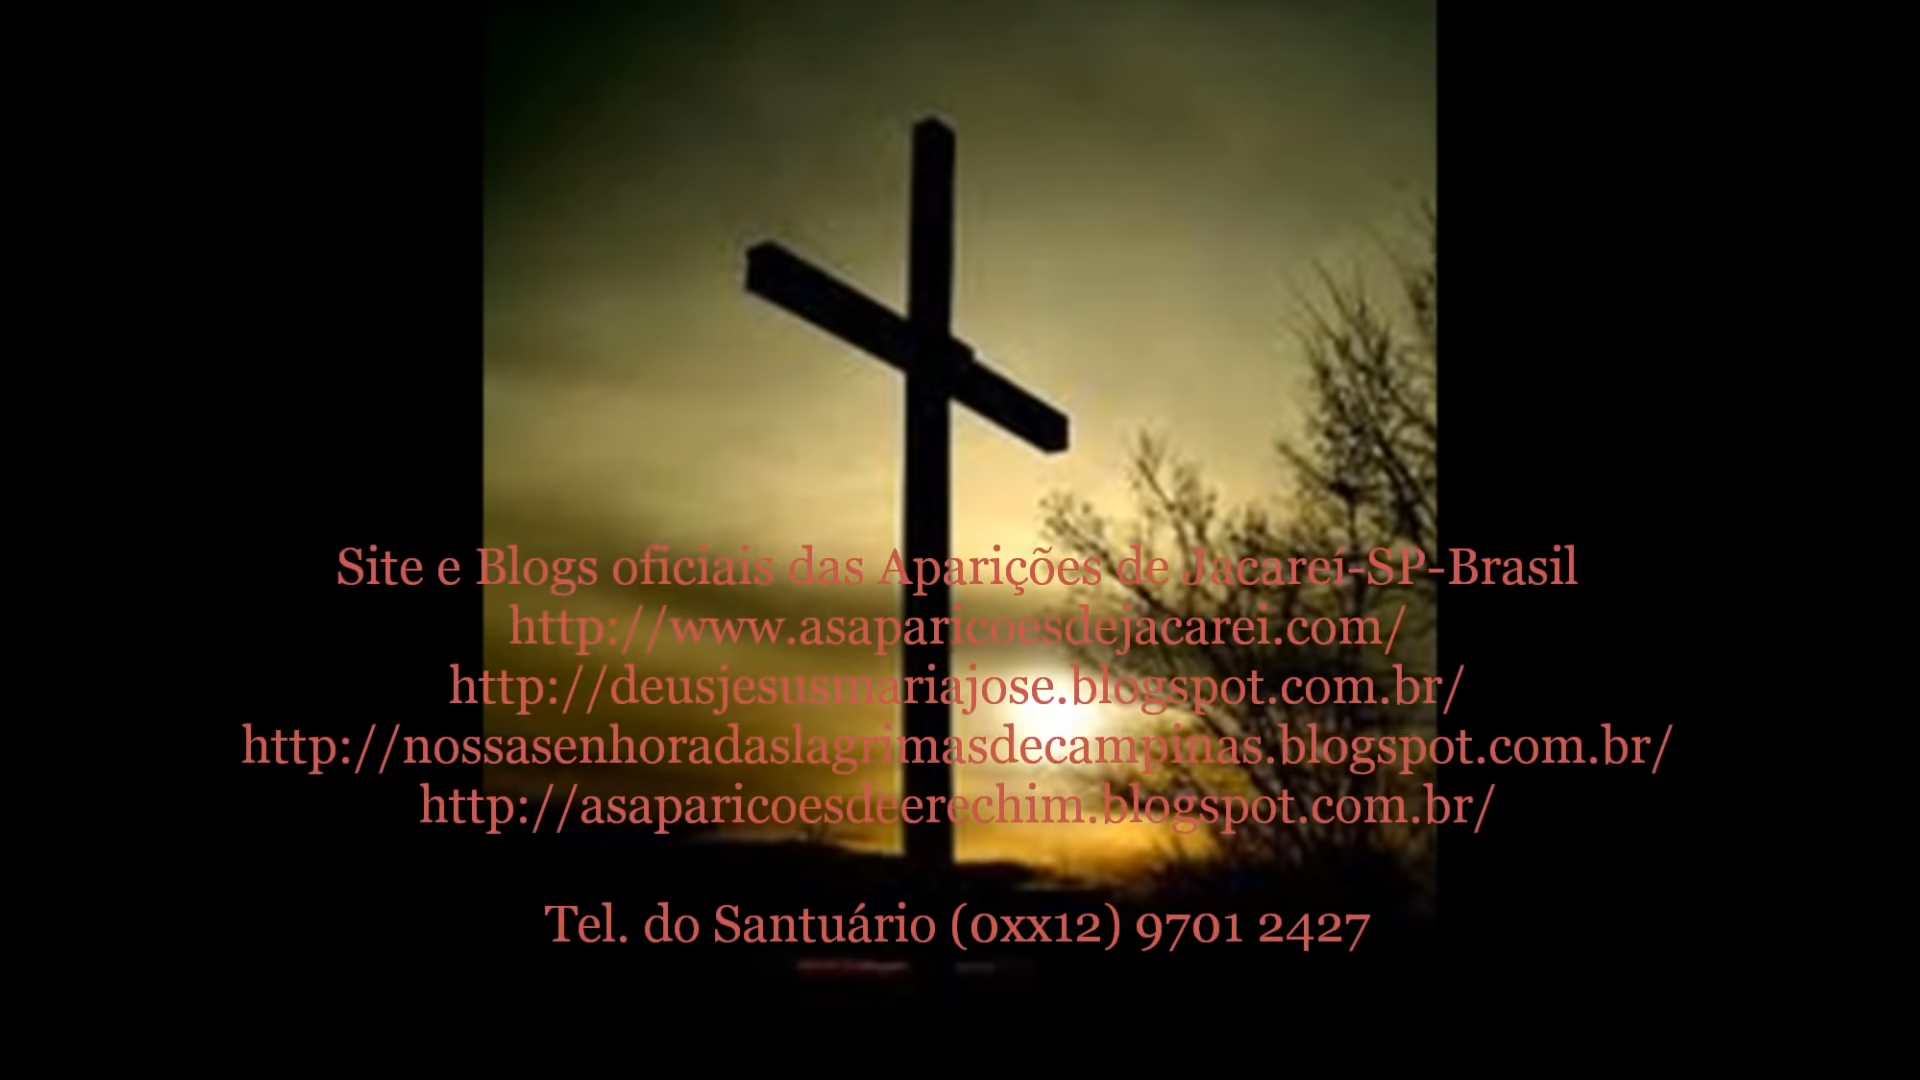 Site e Blogs oficiais das Aparições de Jacareí-SP-Brasil
http://www.asaparicoesdejacarei.com/
http://deusjesusmariajose.blogspot.com.br/
http://nossasenhoradaslagrimasdecampinas.blogspot.com.br/
http://asaparicoesdeerechim.blogspot.com.br/
Tel. do Santuário (0xx12) 9701 2427